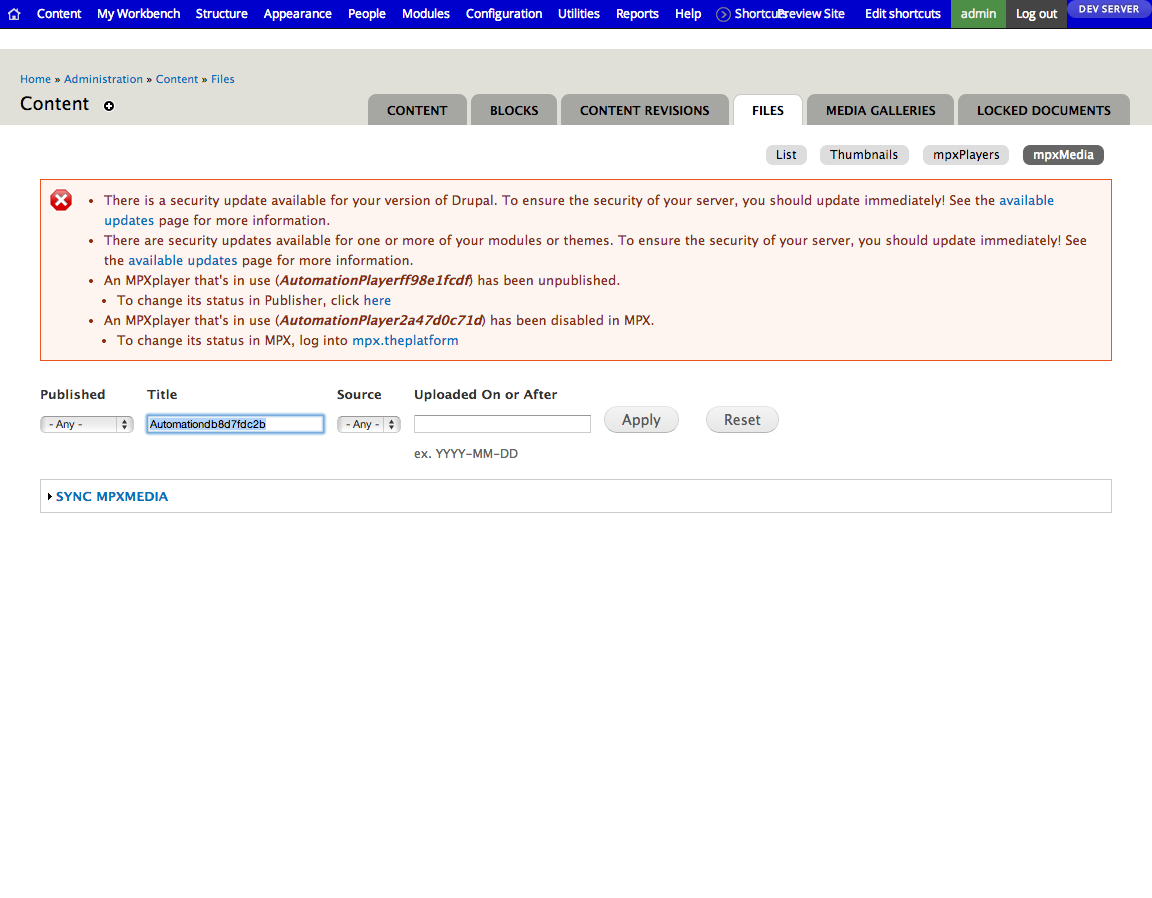 Content My Workbench Structure Appearance People Modules Configuration Utilities Reports Help Shortcuts Preview Site Edit shortcuts admin Log out DEV SERVER
Home » Administration » Content » Files
Content
CONTENT BLOCKS CONTENT REVISIONS FILES MEDIA GALLERIES LOCKED DOCUMENTS
List Thumbnails mpxPlayers mpxMedia
• There is a security update available for your version of Drupal. To ensure the security of your server, you should update immediately! See the available
updates page for more information.
• There are security updates available for one or more of your modules or themes. To ensure the security of your server, you should update immediately! See
the available updates page for more information.
• An MPXplayer that's in use (AutomationPlayerff98e1fcdf) has been unpublished.
• To change its status in Publisher, click here
• An MPXplayer that's in use (AutomationPlayer2a47d0c71d) has been disabled in MPX.
• To change its status in MPX, log into mpx.theplatform
Published Title Source Uploaded On or After
- Any - Automationdb8d7fdc2b - Any - Apply Reset
ex. YYYY-MM-DD
SYNC MPXMEDIA